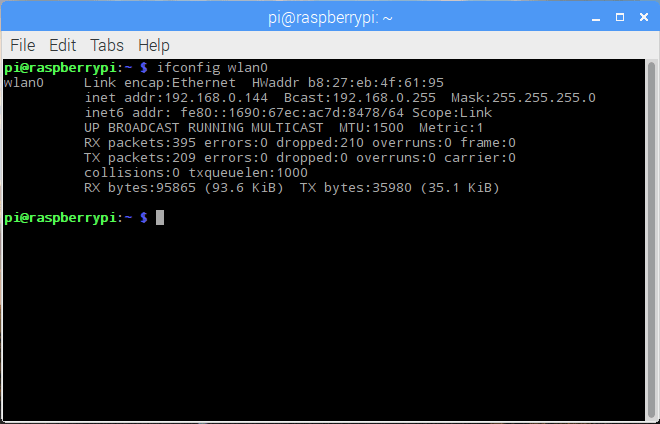 pi@raspberrypi: ~
File Edit Tabs Help
pi@raspberrypi:~ $ ifconfig wlan0
wlan0     Link encap:Ethernet  HWaddr b8:27:eb:4f:61:95
          inet addr:192.168.0.144  Bcast:192.168.0.255  Mask:255.255.255.0
          inet6 addr: fe80::1690:67ec:ac7d:8478/64 Scope:Link
          UP BROADCAST RUNNING MULTICAST  MTU:1500  Metric:1
          RX packets:395 errors:0 dropped:210 overruns:0 frame:0
          TX packets:209 errors:0 dropped:0 overruns:0 carrier:0
          collisions:0 txqueuelen:1000
          RX bytes:95865 (93.6 KiB)  TX bytes:35980 (35.1 KiB)
pi@raspberrypi:~ $